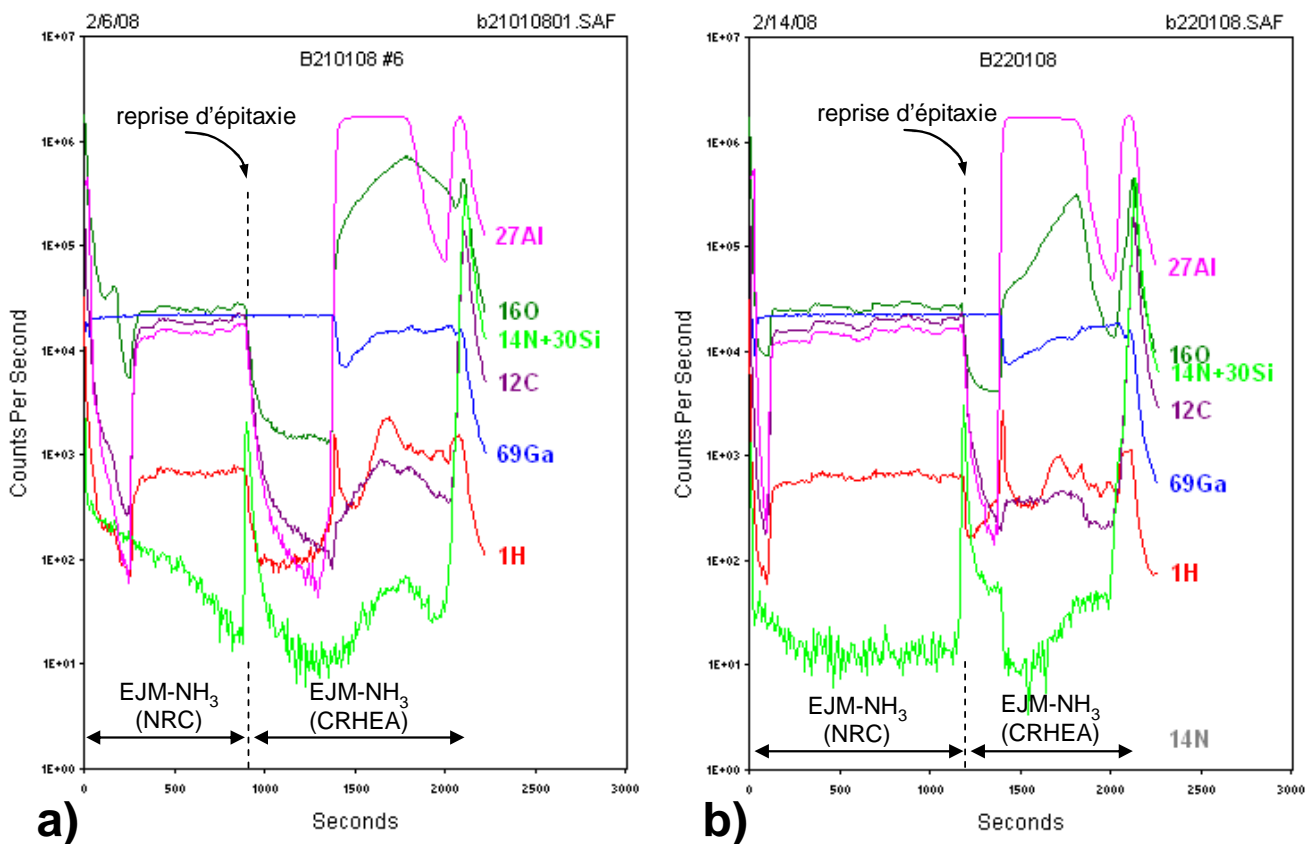 2/6/08 b21010801.SAF
B210108 #6
reprise d'épitaxie
1E+07
1E+06
1E+05
1E+04
1E+03
1E+02
1E+01
1E+00
Counts Per Second
27Al
16O
14N+30Si
12C
69Ga
1H
EJM-NH3
(NRC)
EJM-NH3
(CRHEA)
0 500 1000 1500 2000 2500 3000
Seconds
a)
2/14/08 b220108.SAF
B220108
reprise d'épitaxie
1E+07
1E+06
1E+05
1E+04
1E+03
1E+02
1E+01
1E+00
Counts Per Second
27Al
16O
14N+30Si
12C
69Ga
1H
14N
EJM-NH3
(NRC)
EJM-NH3
(CRHEA)
0 500 1000 1500 2000 2500 3000
Seconds
b)